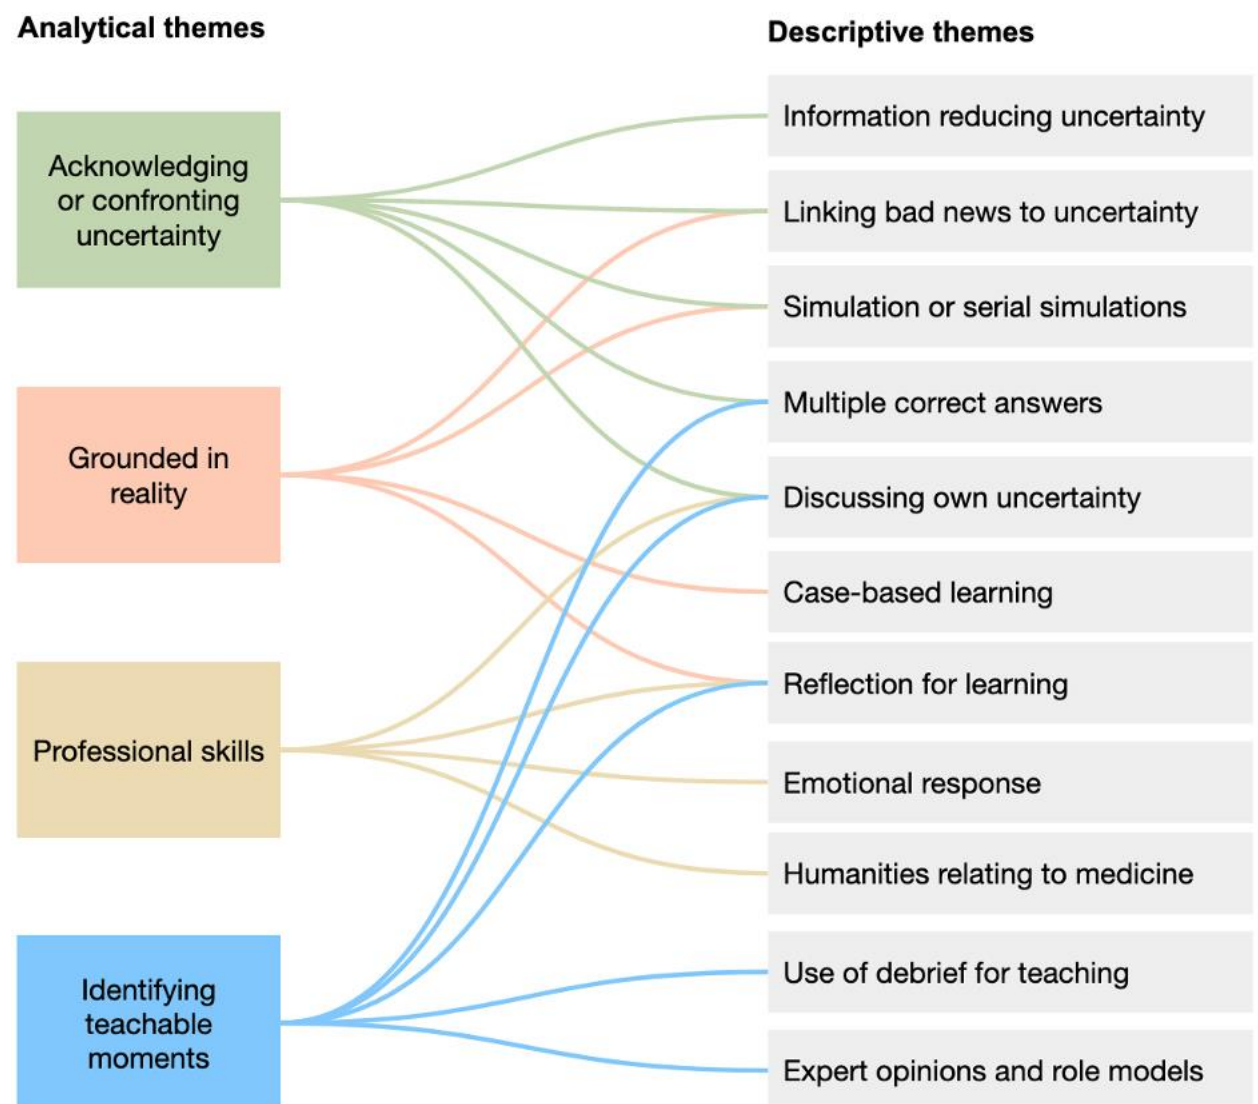 Analytical themes
Acknowledging
or confronting
uncertainty
Grounded in
reality
Professional skills
Identifying
teachable
moments
Descriptive themes
Information reducing uncertainty
Linking bad news to uncertainty
Simulation or serial simulations
Multiple correct answers
Discussing own uncertainty
Case-based learning
Reflection for learning
Emotional response
Humanities relating to medicine
Use of debrief for teaching
Expert opinions and role models